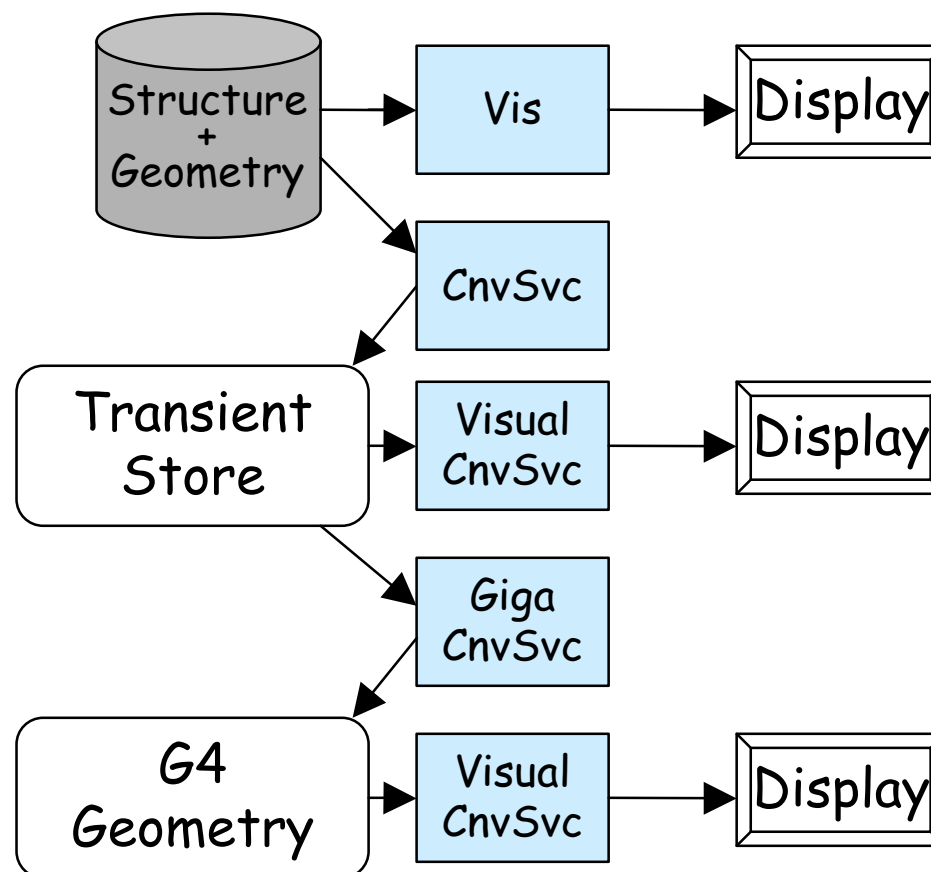 Structure
+
Geometry
Vis
Display
CnvSvc
Transient
Store
Visual
CnvSvc
Display
Giga
CnvSvc
G4
Geometry
Visual
CnvSvc
Display